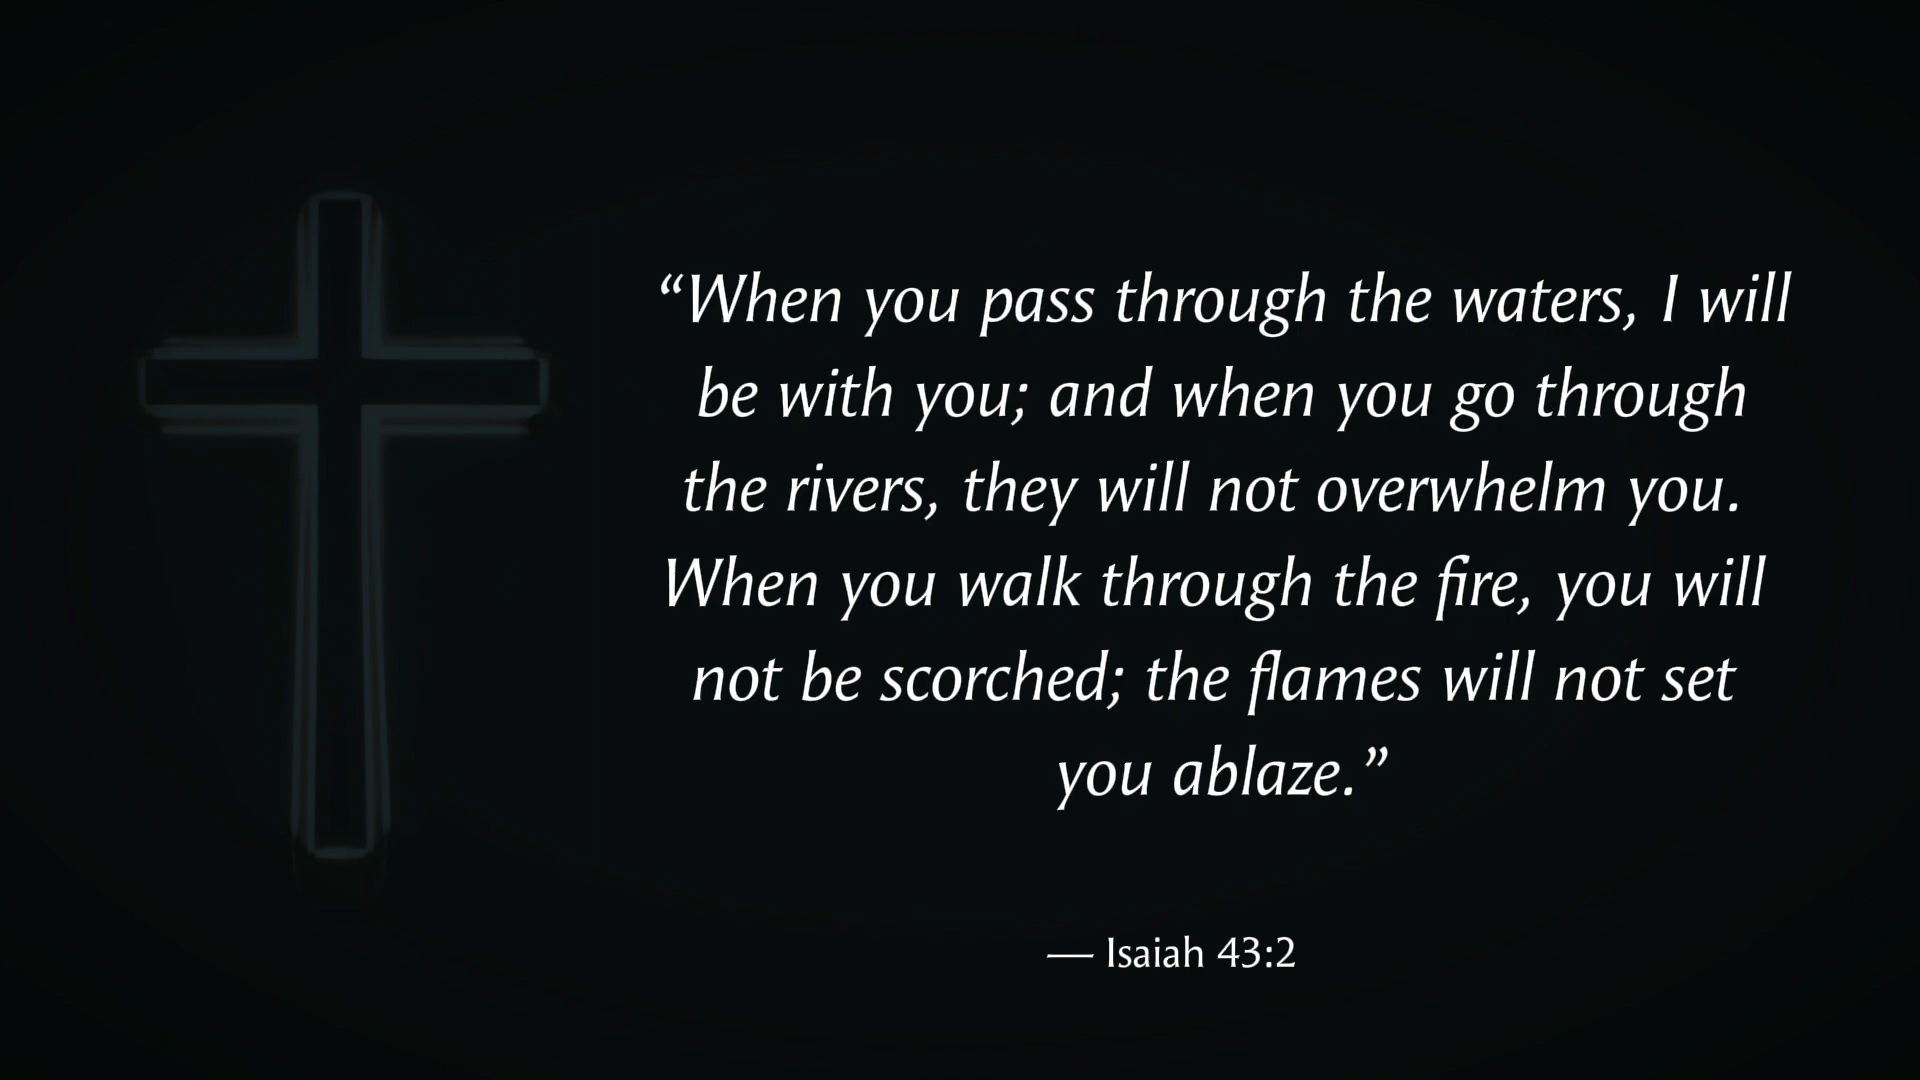 “When you pass through the waters, I will
be with you; and when you go through
the rivers, they will not overwhelm you.
When you walk through the fire, you will
not be scorched; the flames will not set
you ablaze.”
— Isaiah 43:2